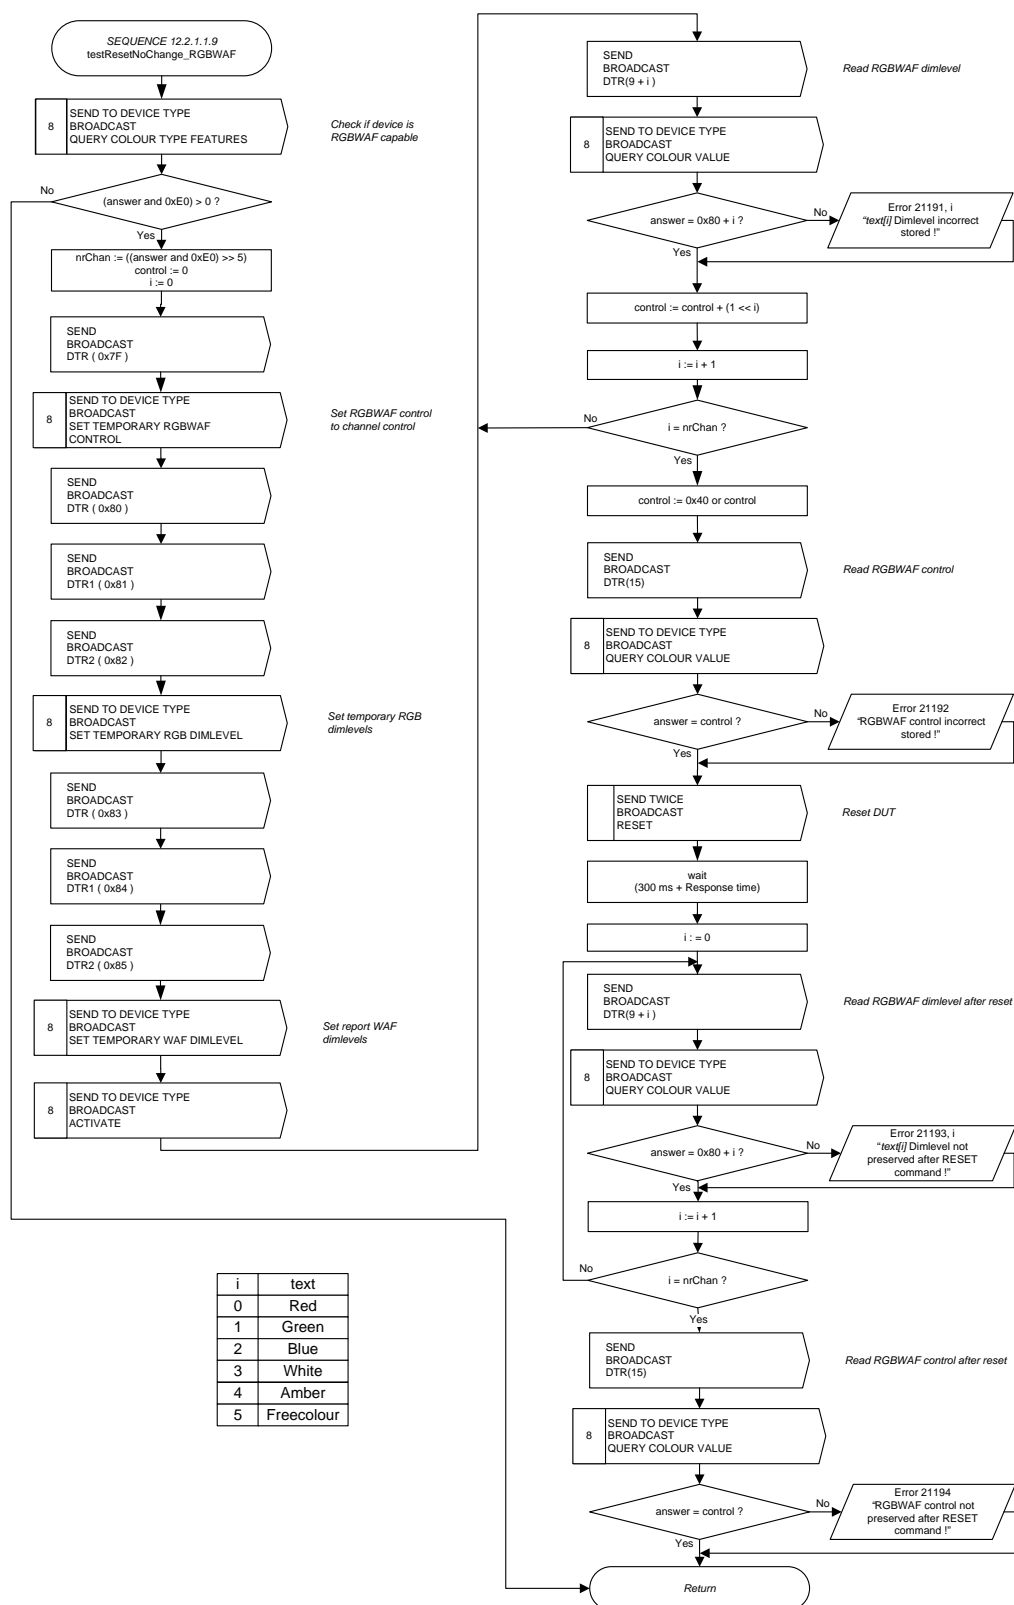 SEQUENCE 12.2.1.1.9
testResetNoChange_RGBWAF
8
SEND TO DEVICE TYPE
BROADCAST
QUERY COLOUR TYPE FEATURES
Check if device is
RGBWAF capable
No
(answer and 0xE0) > 0 ?
Yes
nrChan := ((answer and 0xE0) >> 5)
control := 0
i := 0
SEND
BROADCAST
DTR ( 0x7F )
8
SEND TO DEVICE TYPE
BROADCAST
SET TEMPORARY RGBWAF
CONTROL
Set RGBWAF control
to channel control
SEND
BROADCAST
DTR ( 0x80 )
SEND
BROADCAST
DTR1 ( 0x81 )
SEND
BROADCAST
DTR2 ( 0x82 )
8
SEND TO DEVICE TYPE
BROADCAST
SET TEMPORARY RGB DIMLEVEL
Set temporary RGB
dimlevels
SEND
BROADCAST
DTR ( 0x83 )
SEND
BROADCAST
DTR1 ( 0x84 )
SEND
BROADCAST
DTR2 ( 0x85 )
8
SEND TO DEVICE TYPE
BROADCAST
SET TEMPORARY WAF DIMLEVEL
Set report WAF
dimlevels
8
SEND TO DEVICE TYPE
BROADCAST
ACTIVATE
i text
0 Red
1 Green
2 Blue
3 White
4 Amber
5 Freecolour
SEND
BROADCAST
DTR(9 + i )
Read RGBWAF dimlevel
8
SEND TO DEVICE TYPE
BROADCAST
QUERY COLOUR VALUE
answer = 0x80 + i ?
No
Error 21191, i
“text[i] Dimlevel incorrect
stored !”
Yes
control := control + (1 << i)
i := i + 1
No
i = nrChan ?
Yes
control := 0x40 or control
SEND
BROADCAST
DTR(15)
Read RGBWAF control
8
SEND TO DEVICE TYPE
BROADCAST
QUERY COLOUR VALUE
answer = control ?
No
Error 21192
“RGBWAF control incorrect
stored !”
Yes
SEND TWICE
BROADCAST
RESET
Reset DUT
wait
(300 ms + Response time)
i : = 0
SEND
BROADCAST
DTR(9 + i )
Read RGBWAF dimlevel after reset
8
SEND TO DEVICE TYPE
BROADCAST
QUERY COLOUR VALUE
answer = 0x80 + i ?
No
Error 21193, i
“text[i] Dimlevel not
preserved after RESET
command !”
Yes
i := i + 1
No
i = nrChan ?
Yes
SEND
BROADCAST
DTR(15)
Read RGBWAF control after reset
8
SEND TO DEVICE TYPE
BROADCAST
QUERY COLOUR VALUE
answer = control ?
No
Error 21194
“RGBWAF control not
preserved after RESET
command !”
Yes
Return